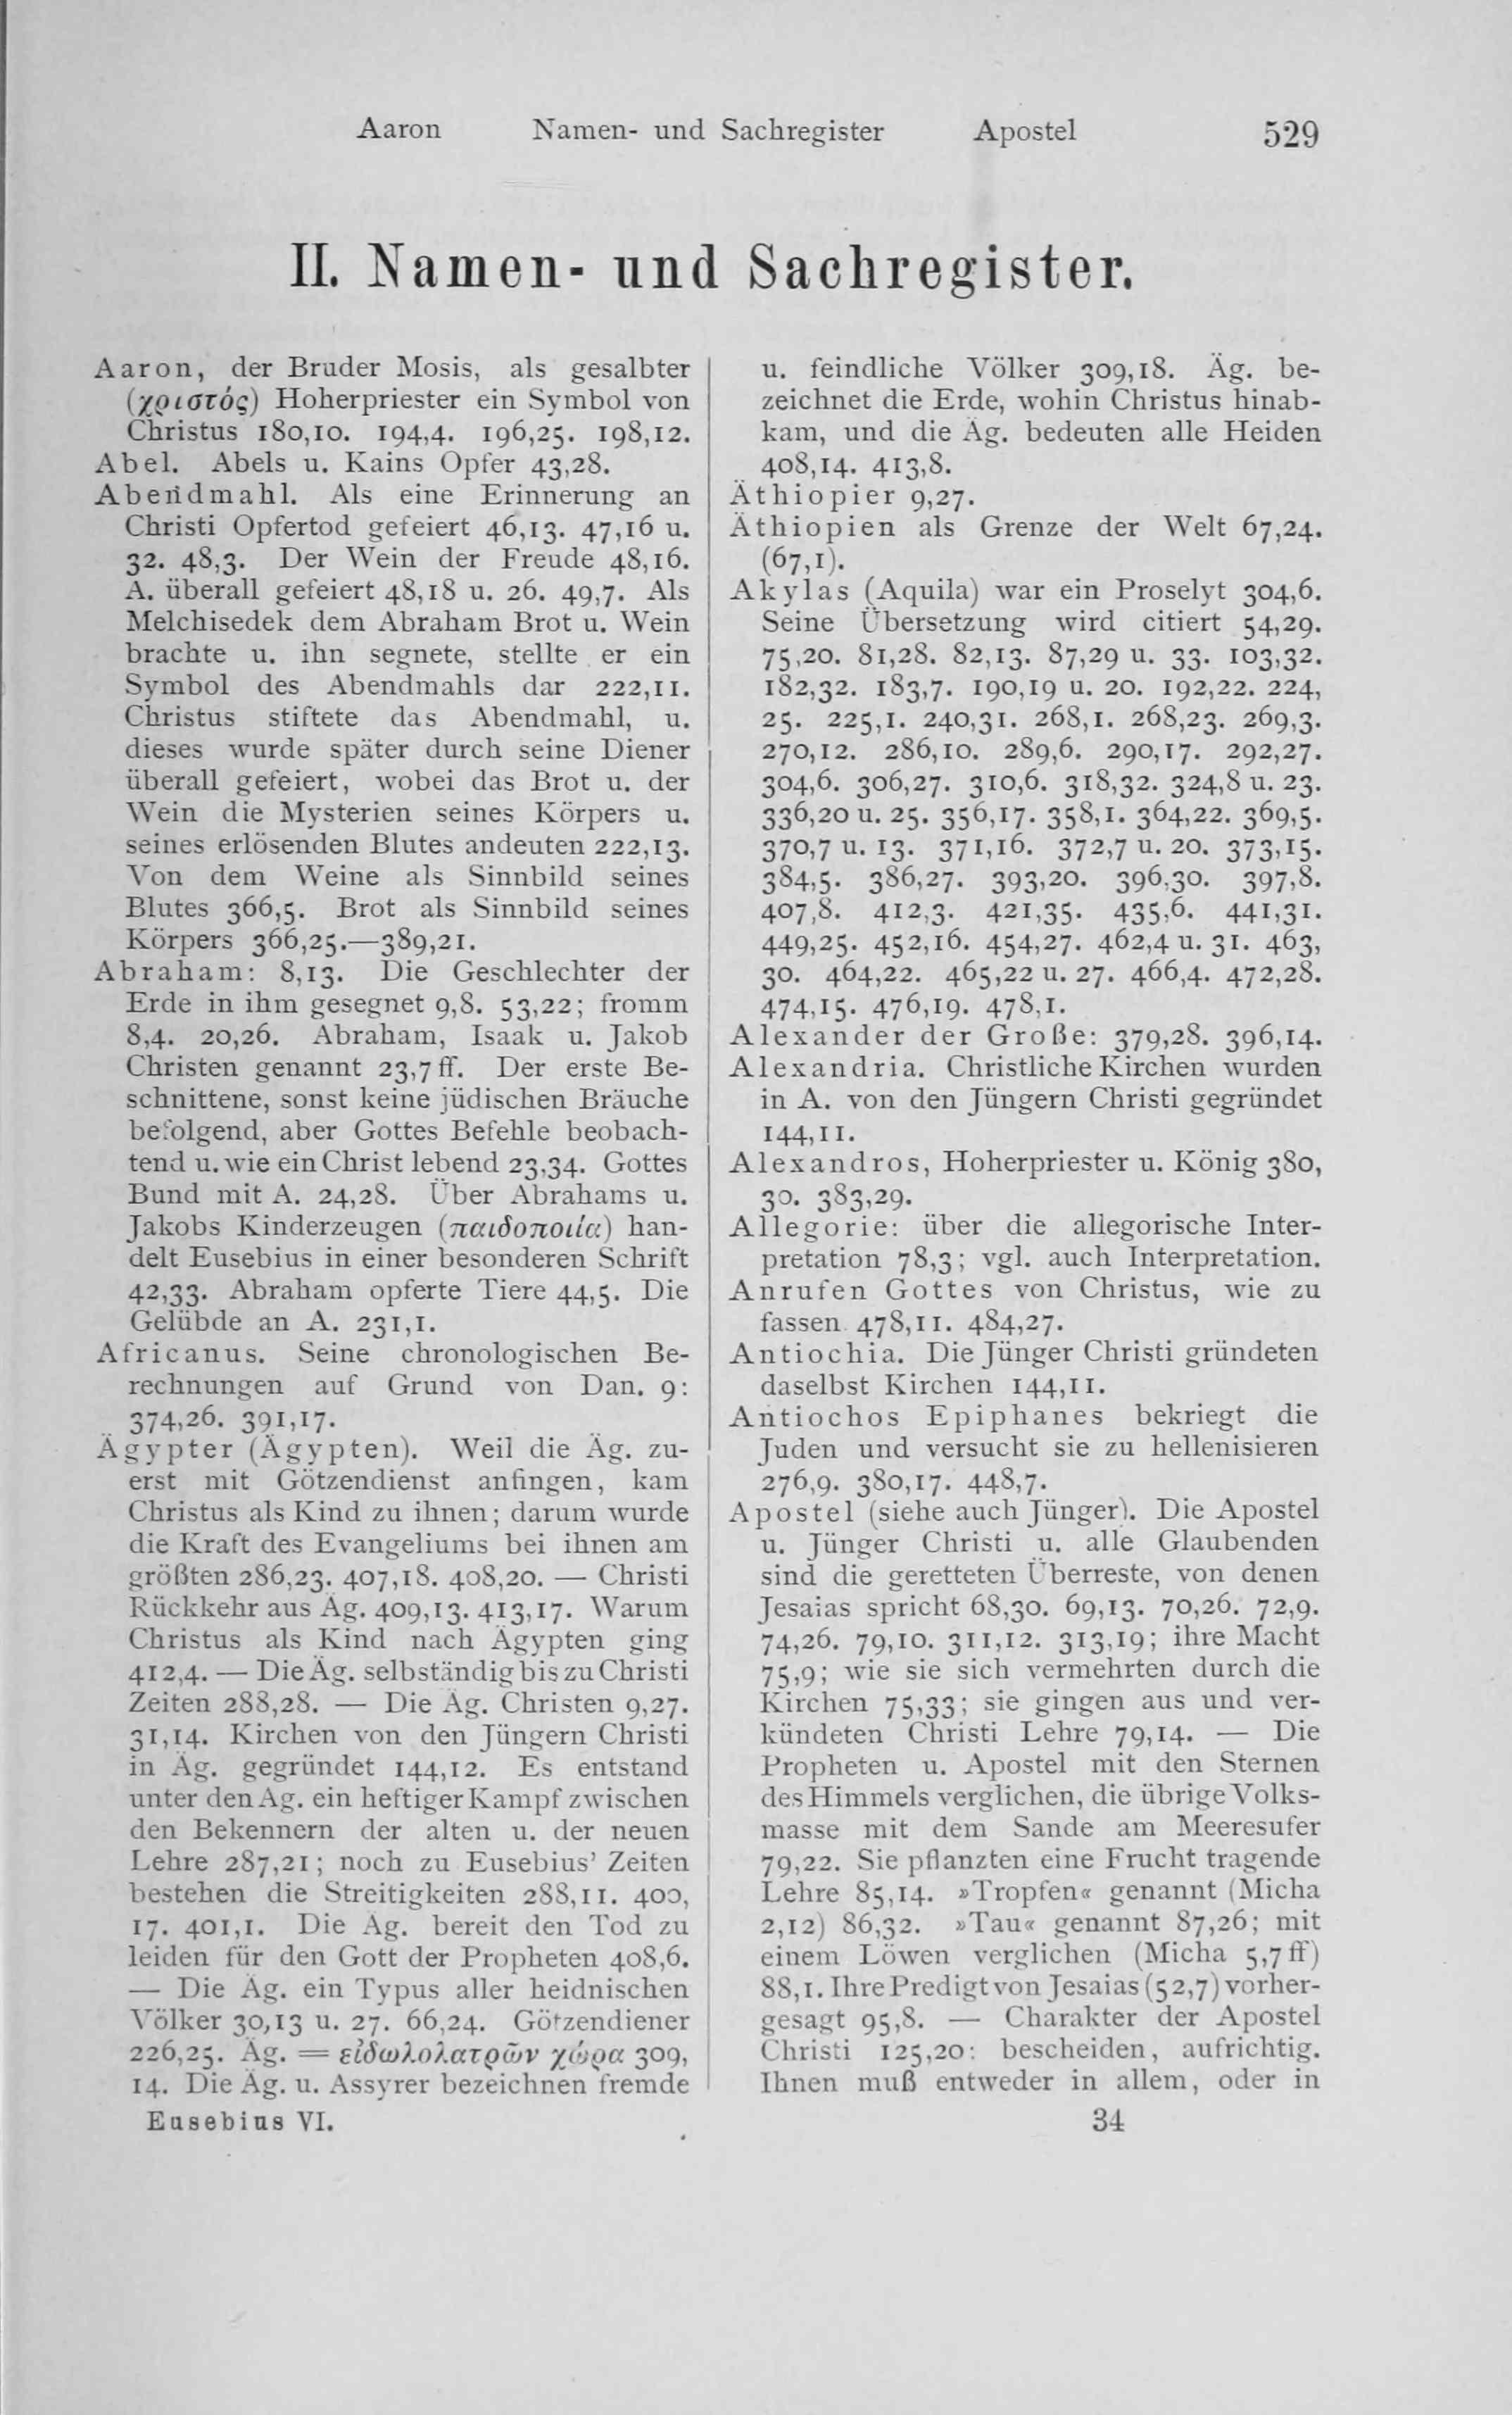 Aaron Namen- und Sachregister Apostel 529
II. Namen- und Sachregister.
Aaron, der Bruder Mosis, als gesalbter
(χριστός) Hoherpriester ein Symbol von
Christus 180,10. 194,4. 196,25. 198,12.
Abel. Abels u. Kains Opfer 43,28.
Abendmahl. Als eine Erinnerung an
Christi Opfertod gefeiert 46,13. 47,16 u.
32. 48,3. Der Wein der Freude 48,16.
A. überall gefeiert 48,18 u. 26. 49,7. Als
Melchisedek dem Abraham Brot u. Wein
brachte u. ihn segnete, stellte er ein
Symbol des Abendmahls dar 222,11.
Christus stiftete das Abendmahl, u.
dieses wurde später durch seine Diener
überall gefeiert, wobei das Brot u. der
Wein die Mysterien seines Körpers u.
seines erlösenden Blutes andeuten 222,13.
Von dem Weine als Sinnbild seines
Blutes 366,5. Brot als Sinnbild seines
Körpers 366,25.—389,21.
Abraham: 8,13. Die Geschlechter der
Erde in ihm gesegnet 9,8. 53,22; fromm
8,4. 20,26. Abraham, Isaak u. Jakob
Christen genannt 23,7 ff. Der erste Be-
schnittene, sonst keine jüdischen Bräuche
befolgend, aber Gottes Befehle beobach-
tend u. wie ein Christ lebend 23,34. Gottes
Bund mit A. 24,28. Über Abrahams u.
Jakobs Kinderzeugen (παιδοποιία) han-
delt Eusebius in einer besonderen Schrift
42,33. Abraham opferte Tiere 44,5. Die
Gelübde an A. 231,1.
Africanus. Seine chronologischen Be-
rechnungen auf Grund von Dan. 9:
374,26. 391,17.
Ägypter (Ägypten). Weil die Äg. zu-
erst mit Götzendienst anfingen, kam
Christus als Kind zu ihnen; darum wurde
die Kraft des Evangeliums bei ihnen am
größten 286,23. 407,18. 408,20. — Christi
Rückkehr aus Äg. 409,13. 413,17. Warum
Christus als Kind nach Ägypten ging
412,4. — Die Äg. selbständig bis zu Christi
Zeiten 288,28. — Die Äg. Christen 9,27.
31,14. Kirchen von den Jüngern Christi
in Äg. gegründet 144,12. Es entstand
unter den Äg. ein heftiger Kampf zwischen
den Bekennern der alten u. der neuen
Lehre 287,21; noch zu Eusebius' Zeiten
bestehen die Streitigkeiten 288,11. 400,
17. 401,1. Die Äg. bereit den Tod zu
leiden für den Gott der Propheten 408,6.
— Die Äg. ein Typus aller heidnischen
Völker 30,13 u. 27. 66,24. Götzendiener
226,25. Äg. = εἰδωλολατρῶν χώρα 309,
14. Die Äg. u. Assyrer bezeichnen fremde
u. feindliche Völker 309,18. Äg. be-
zeichnet die Erde, wohin Christus hinab-
kam, und die Äg. bedeuten alle Heiden
408,14. 413,8.
Äthiopier 9,27.
Äthiopien als Grenze der Welt 67,24.
(67,1).
Akylas (Aquila) war ein Proselyt 304,6.
Seine Übersetzung wird citiert 54,29.
75,20. 81,28. 82,13. 87,29 u. 33. 103,32.
182,32. 183,7. 190,19 u. 20. 192,22. 224,
25. 225,1. 240,31. 268,1. 268,23. 269,3.
270,12. 286,10. 289,6. 290,17. 292,27.
304,6. 306,27. 310,6. 318,32. 324,8 u. 23.
336,20 u. 25. 356,17. 358,1. 364,22. 369,5.
370,7 u. 13. 371,16. 372,7 u. 20. 373,15.
384,5. 386,27. 393,20. 396,30. 397,8.
407,8. 412,3. 421,35. 435,6. 441,31.
449,25. 452,16. 454,27. 462,4 u. 31. 463,
30. 464,22. 465,22 u. 27. 466,4. 472,28.
474,15. 476,19. 478,1.
Alexander der Große: 379,28. 396,14.
Alexandria. Christliche Kirchen wurden
in A. von den Jüngern Christi gegründet
144,11.
Alexandros, Hoherpriester u. König 380,
30. 383,29.
Allegorie: über die allegorische Inter-
pretation 78,3; vgl. auch Interpretation.
Anrufen Gottes von Christus, wie zu
fassen 478,11. 484,27.
Antiochia. Die Jünger Christi gründeten
daselbst Kirchen 144,11.
Antiochos Epiphanes bekriegt die
Juden und versucht sie zu hellenisieren
276,9. 380,17. 448,7.
Apostel (siehe auch Jünger). Die Apostel
u. Jünger Christi u. alle Glaubenden
sind die geretteten Überreste, von denen
Jesaias spricht 68,30. 69,13. 70,26. 72,9.
74,26. 79,10. 311,12. 313,19; ihre Macht
75,9; wie sie sich vermehrten durch die
Kirchen 75,33; sie gingen aus und ver-
kündeten Christi Lehre 79,14. — Die
Propheten u. Apostel mit den Sternen
des Himmels verglichen, die übrige Volks-
masse mit dem Sande am Meeresufer
79,22. Sie pflanzten eine Frucht tragende
Lehre 85,14. »Tropfen« genannt (Micha
2,12) 86,32. »Tau« genannt 87,26; mit
einem Löwen verglichen (Micha 5,7 ff)
88,1. Ihre Predigt von Jesaias (52,7) vorher-
gesagt 95,8. — Charakter der Apostel
Christi 125,20: bescheiden, aufrichtig.
Ihnen muß entweder in allem, oder in
Eusebius VI. 34